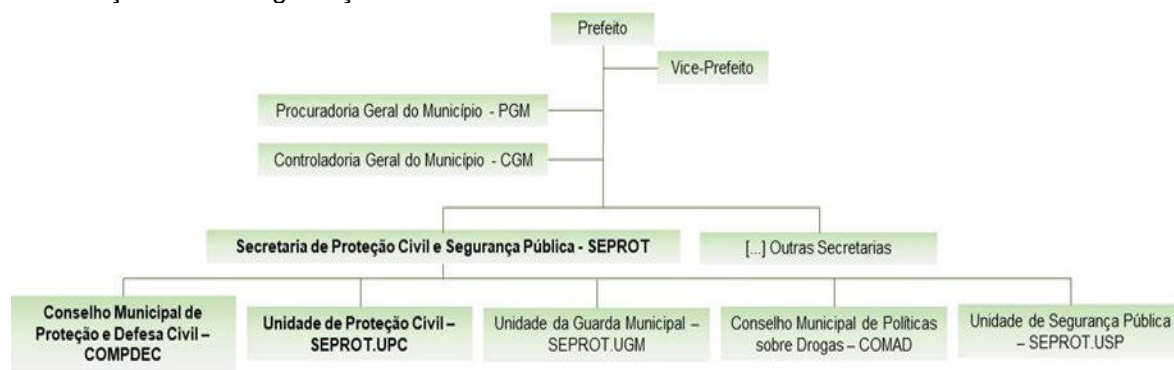 Prefeito
Vice-Prefeito
Procuradoria Geral do Município - PGM
Controladoria Geral do Município - CGM
Secretaria de Proteção Civil e Segurança Pública - SEPROT
[...] Outras Secretarias
Conselho Municipal de
Proteção e Defesa Civil –
COMPDEC
Unidade de Proteção Civil –
SEPROT.UPC
Unidade da Guarda Municipal –
SEPROT.UGM
Conselho Municipal de Políticas
sobre Drogas – COMAD
Unidade de Segurança Pública
– SEPROT.USP